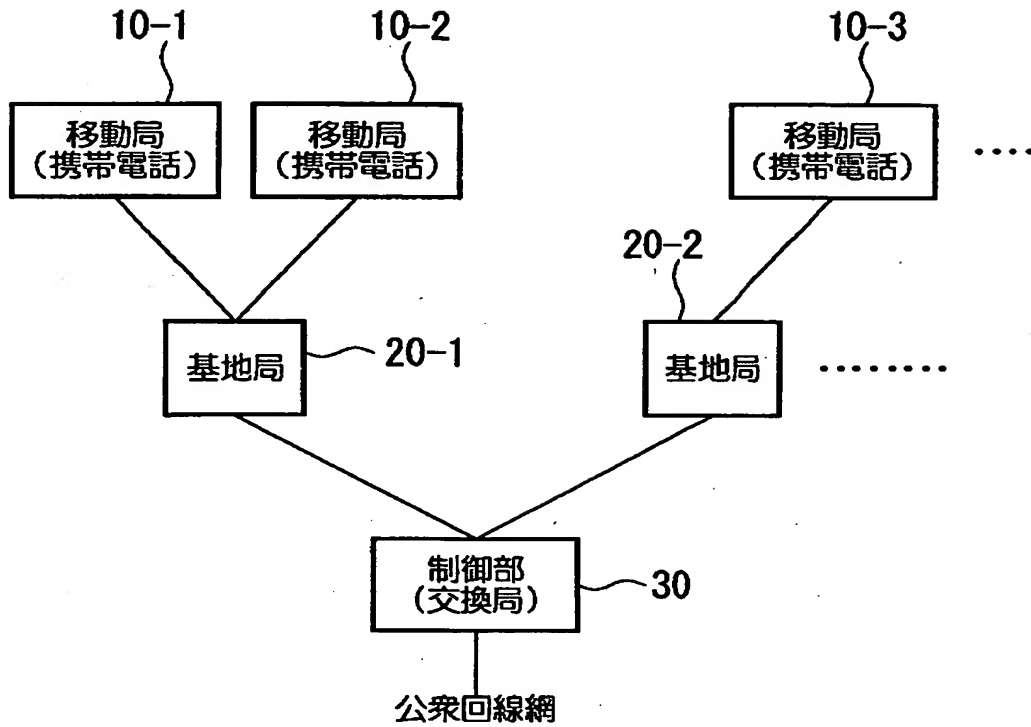 10-1
10-2
10-3
移動局
(携帯電話)
移動局
(携帯電話)
移動局
(携帯電話)
20-2
基地局
20-1
基地局
制御部
(交換局)
30
公衆回線網